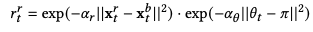 $r_t^r = \exp(-\alpha_r||\mathbf{x}_t^r - \mathbf{x}_t^b||^2) \cdot \exp(-\alpha_\theta||\theta_t - \pi||^2)$